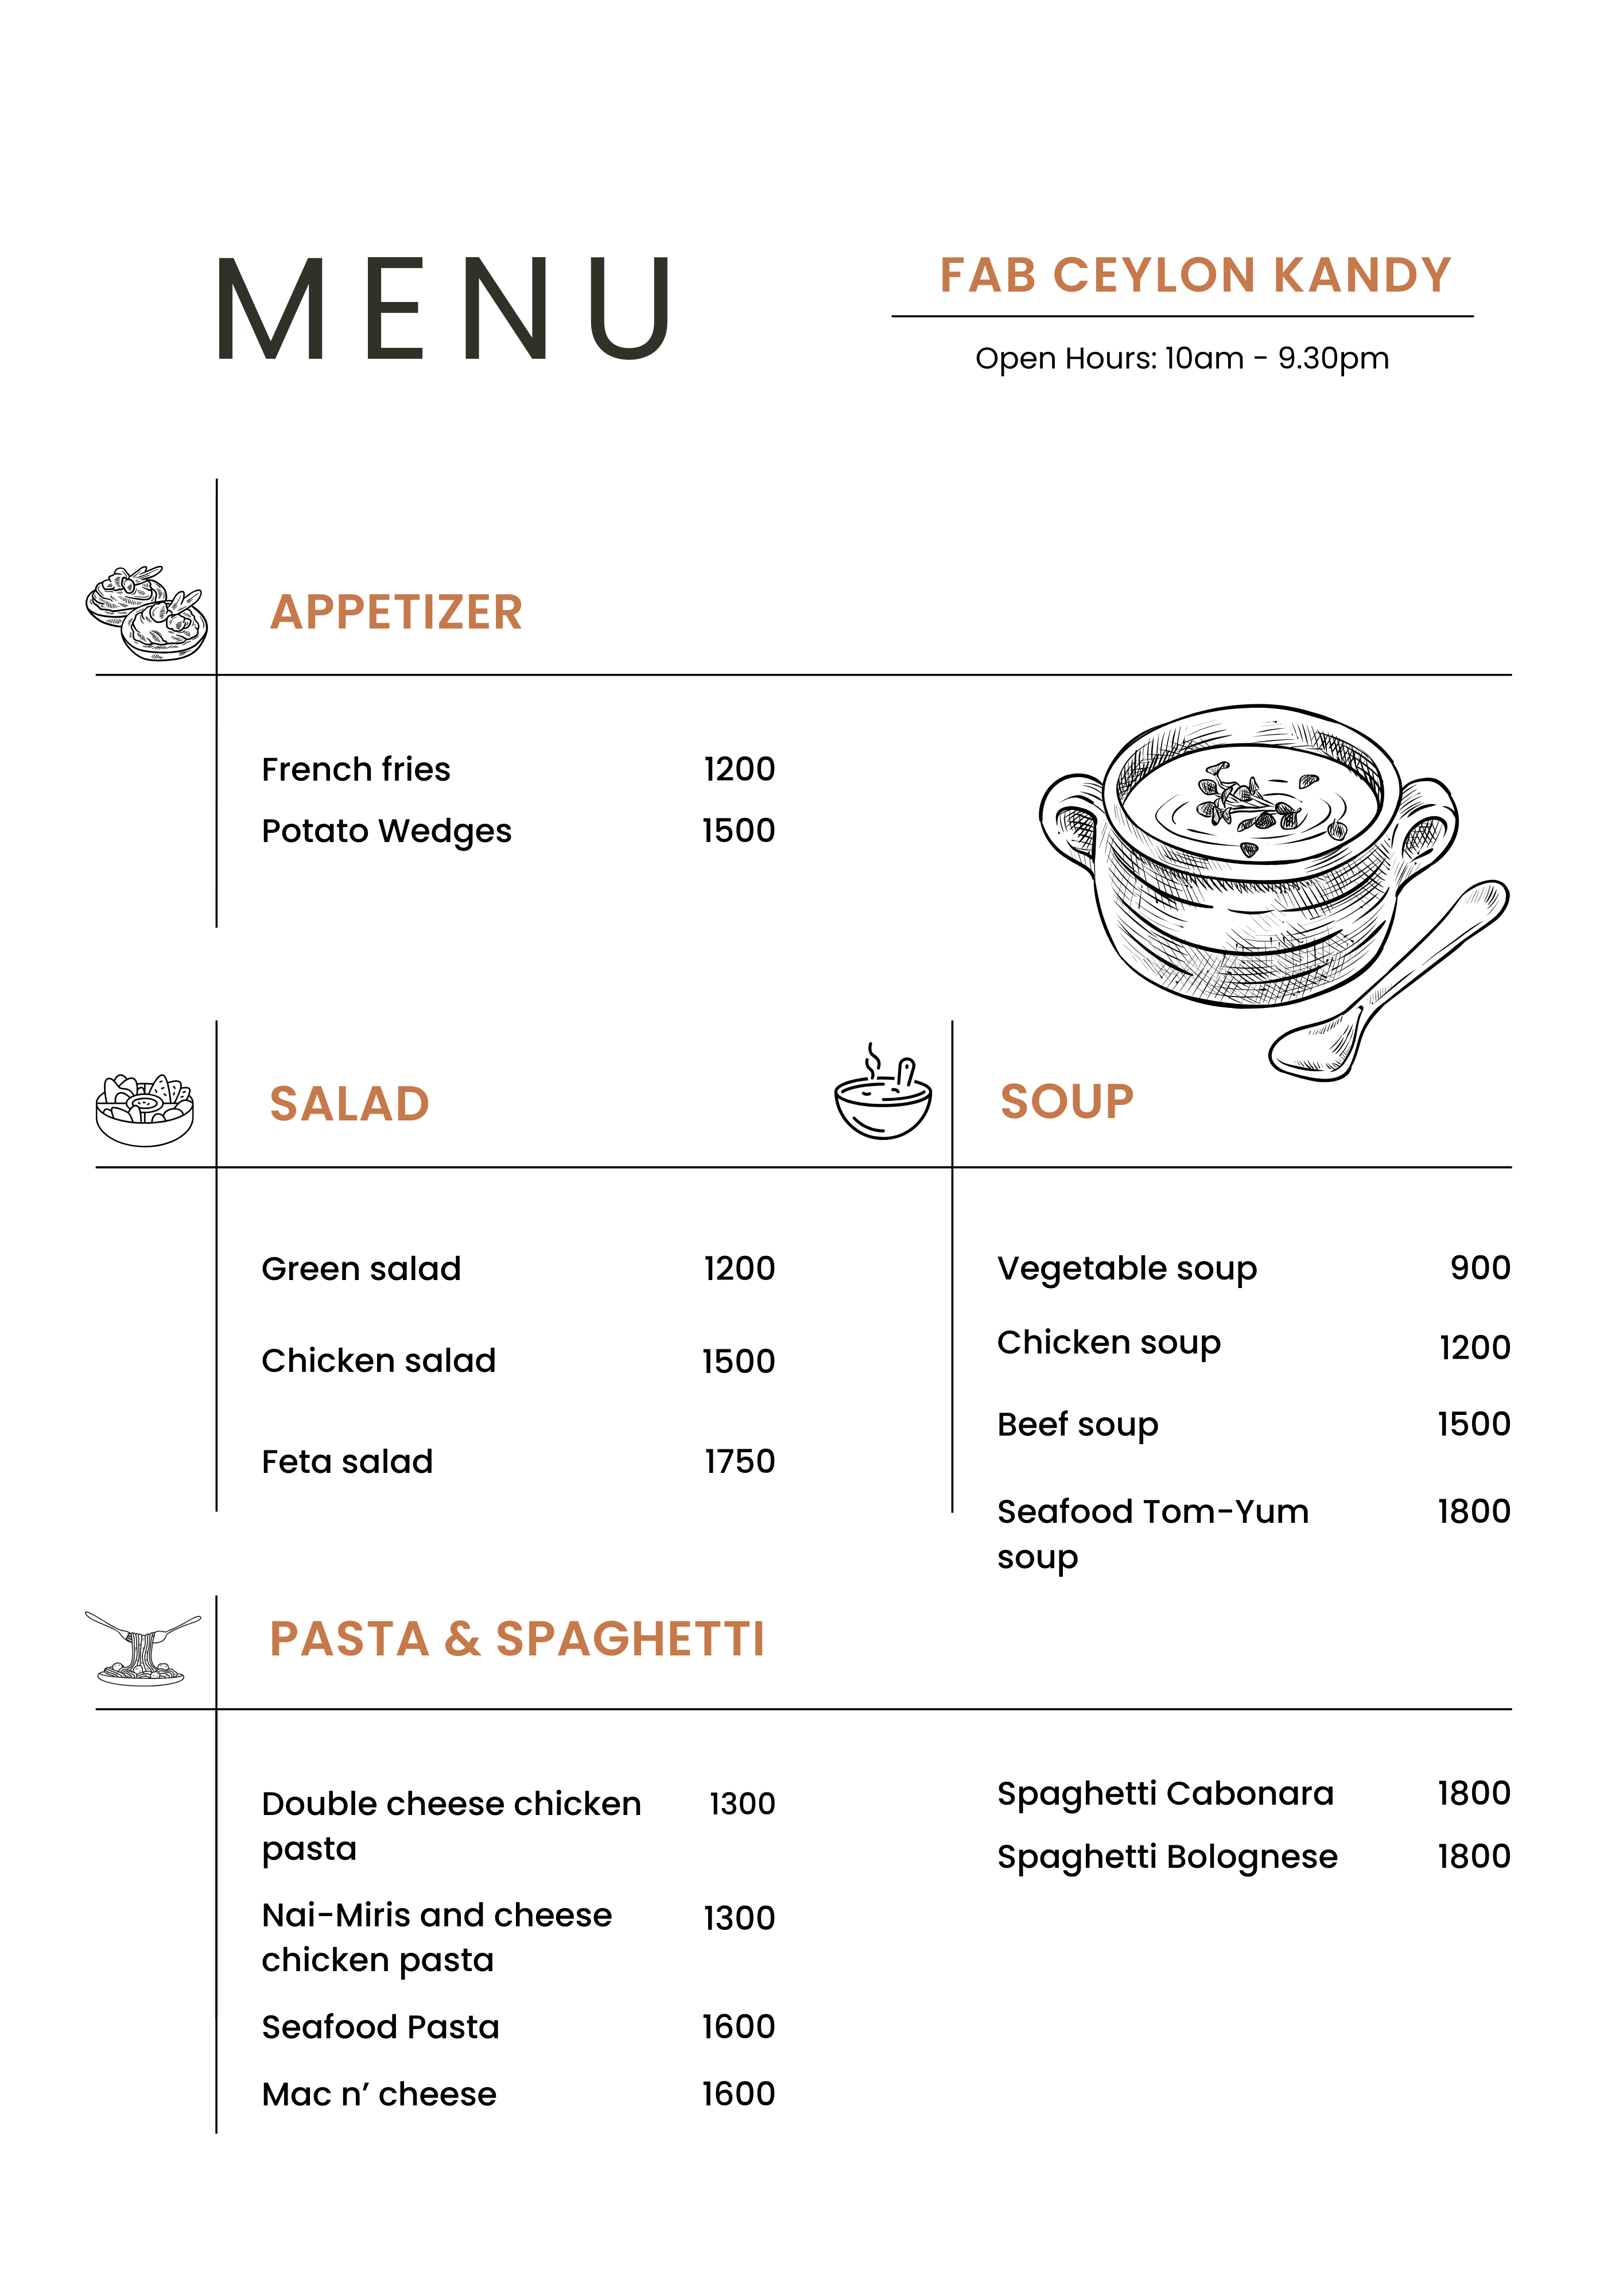 MENU
FAB CEYLON KANDY
Open Hours: 10am - 9.30pm
APPETIZER
French fries 1200
Potato Wedges 1500
SALAD
Green salad 1200
Chicken salad 1500
Feta salad 1750
SOUP
Vegetable soup 900
Chicken soup 1200
Beef soup 1500
Seafood Tom-Yum 1800
soup
PASTA & SPAGHETTI
Double cheese chicken 1300
pasta
Nai-Miris and cheese 1300
chicken pasta
Seafood Pasta 1600
Mac n’ cheese 1600
Spaghetti Cabonara 1800
Spaghetti Bolognese 1800